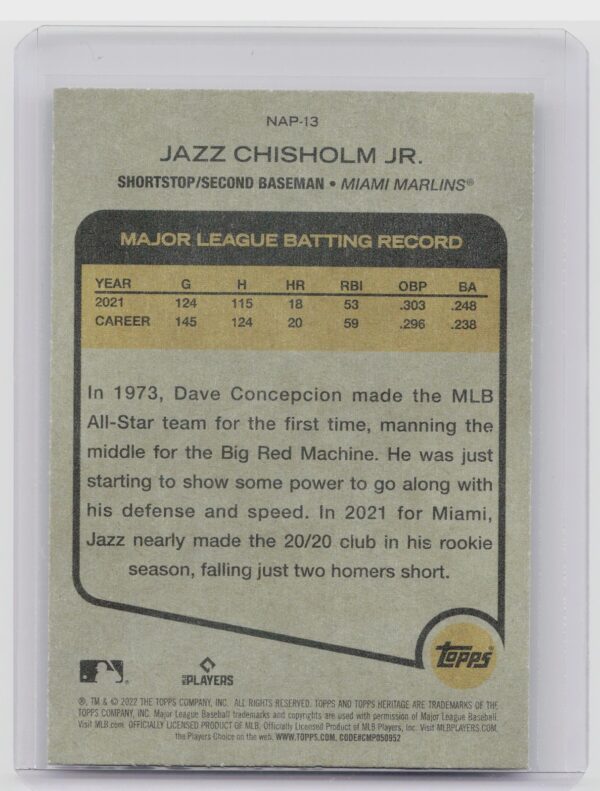 NAP-13
JAZZ CHISHOLM JR.
SHORTSTOP/SECOND BASEMAN • MIAMI MARLINS®
MAJOR LEAGUE BATTING RECORD
YEAR G H HR RBI OBP BA
2021 124 115 18 53 .303 .248
CAREER 145 124 20 59 .296 .238
In 1973, Dave Concepcion made the MLB
All-Star team for the first time, manning the
middle for the Big Red Machine. He was just
starting to show some power to go along with
his defense and speed. In 2021 for Miami,
Jazz nearly made the 20/20 club in his rookie
season, falling just two homers short.
TOPPS
MLB PLAYERS
®, TM & © 2022 THE TOPPS COMPANY, INC. ALL RIGHTS RESERVED. TOPPS AND TOPPS HERITAGE ARE TRADEMARKS OF THE
TOPPS COMPANY, INC. Major League Baseball trademarks and copyrights are used with permission of Major League Baseball.
Visit MLB.com. OFFICIALLY LICENSED PRODUCT OF MLB. Officially Licensed Product of MLB Players, Inc. Visit MLBPLAYERS.COM,
the Players Choice on the web. WWW.TOPPS.COM. CODE#CMP050952